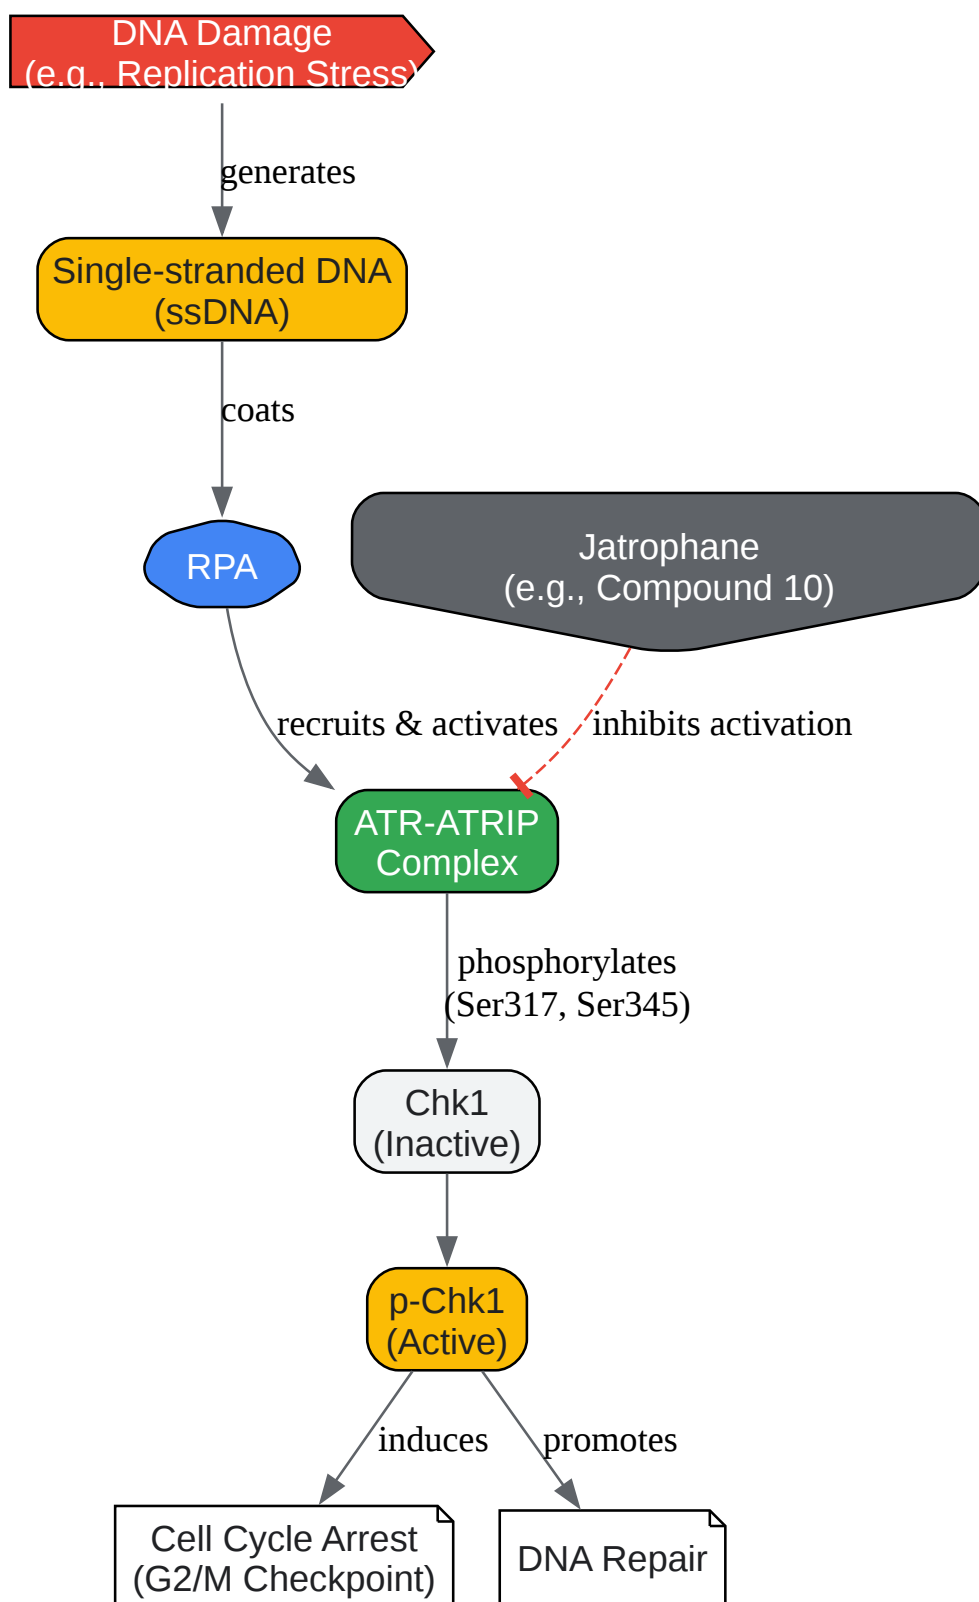 DNA Damage
(e.g., Replication Stress)
generates
Single-stranded DNA
(ssDNA)
coats
RPA
Jatrophane
(e.g., Compound 10)
recruits & activates
inhibits activation
ATR-ATRIP
Complex
phosphorylates
(Ser317, Ser345)
Chk1
(Inactive)
p-Chk1
(Active)
induces
promotes
Cell Cycle Arrest
(G2/M Checkpoint)
DNA Repair